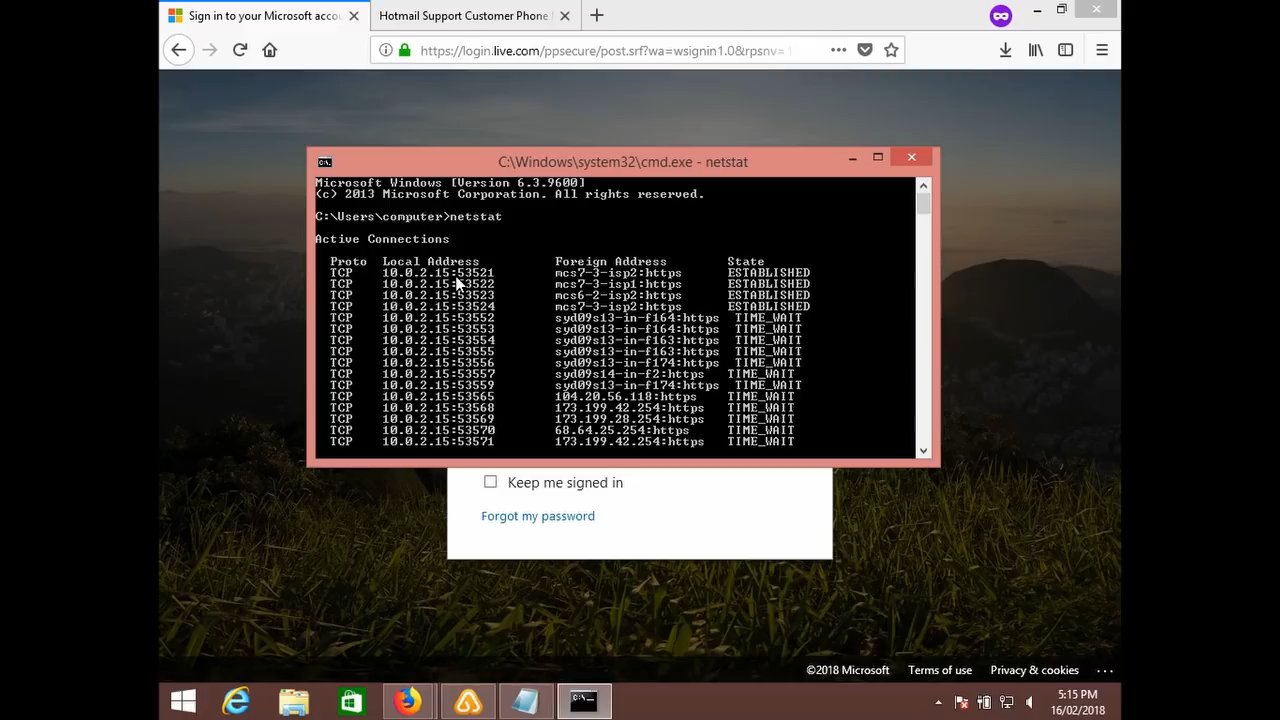 Sign in to your Microsoft accou
Hotmail Support Customer Phone
https://login.live.com/ppsecure/post.srf?wa=wsignin1.0&rpsnv=
C:\Windows\system32\cmd.exe - netstat
Microsoft Windows [Version 6.3.9600]
(c) 2013 Microsoft Corporation. All rights reserved.
C:\Users\computer>netstat
Active Connections
Proto Local Address Foreign Address State
TCP 10.0.2.15:53521 mcs7-3-isp2:https ESTABLISHED
TCP 10.0.2.15:53522 mcs7-3-isp1:https ESTABLISHED
TCP 10.0.2.15:53523 mcs6-2-isp2:https ESTABLISHED
TCP 10.0.2.15:53524 mcs7-3-isp2:https ESTABLISHED
TCP 10.0.2.15:53552 syd09s13-in-f164:https TIME_WAIT
TCP 10.0.2.15:53553 syd09s13-in-f164:https TIME_WAIT
TCP 10.0.2.15:53554 syd09s13-in-f163:https TIME_WAIT
TCP 10.0.2.15:53555 syd09s13-in-f163:https TIME_WAIT
TCP 10.0.2.15:53556 syd09s13-in-f174:https TIME_WAIT
TCP 10.0.2.15:53557 syd09s14-in-f2:https TIME_WAIT
TCP 10.0.2.15:53559 syd09s13-in-f174:https TIME_WAIT
TCP 10.0.2.15:53565 104.20.56.118:https TIME_WAIT
TCP 10.0.2.15:53568 173.199.42.254:https TIME_WAIT
TCP 10.0.2.15:53569 173.199.28.254:https TIME_WAIT
TCP 10.0.2.15:53570 68.64.25.254:https TIME_WAIT
TCP 10.0.2.15:53571 173.199.42.254:https TIME_WAIT
Keep me signed in
Forgot my password
©2018 Microsoft Terms of use Privacy & cookies ...
5:15 PM
16/02/2018